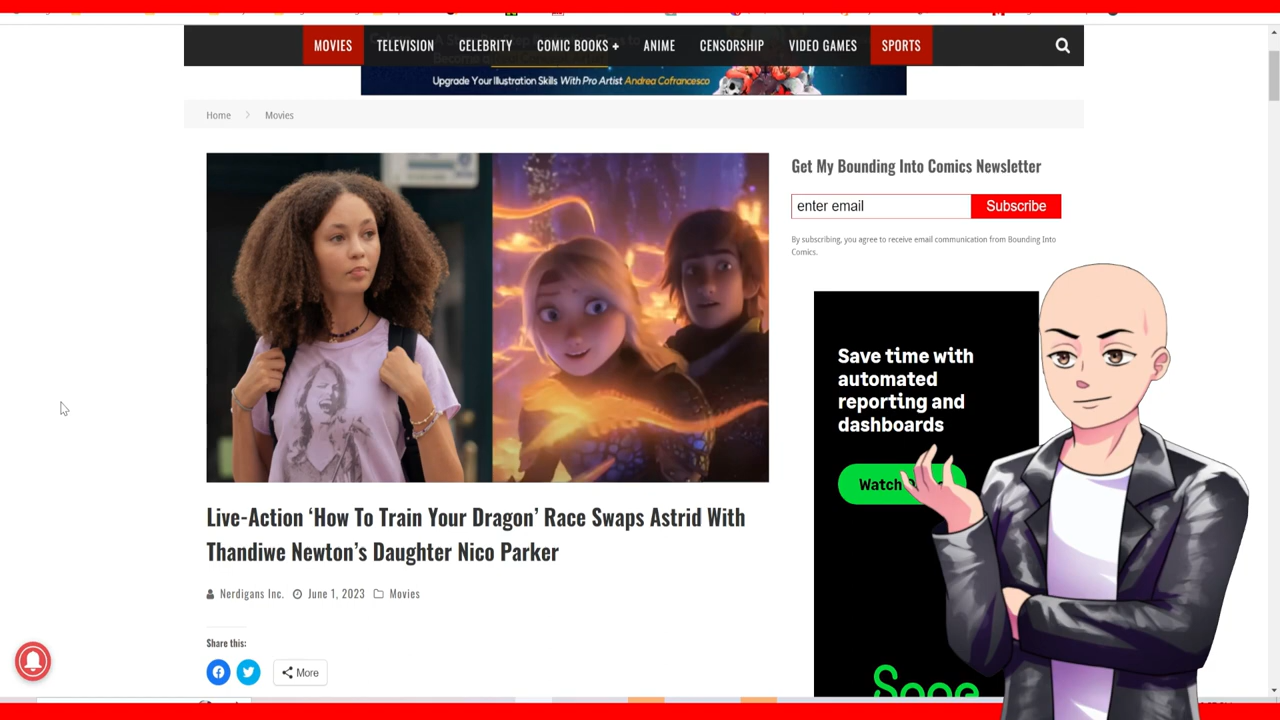 MOVIES TELEVISION CELEBRITY COMIC BOOKS + ANIME CENSORSHIP VIDEO GAMES SPORTS
Upgrade Your Illustration Skills With Pro Artist Andrea Cofrancesco
Home > Movies
Get My Bounding Into Comics Newsletter
enter email Subscribe
By subscribing, you agree to receive email communication from Bounding Into
Comics.
Save time with
automated
reporting and
dashboards
Watch
Live-Action ‘How To Train Your Dragon’ Race Swaps Astrid With
Thandiwe Newton’s Daughter Nico Parker
Nerdigans Inc. June 1, 2023 Movies
Share this:
More